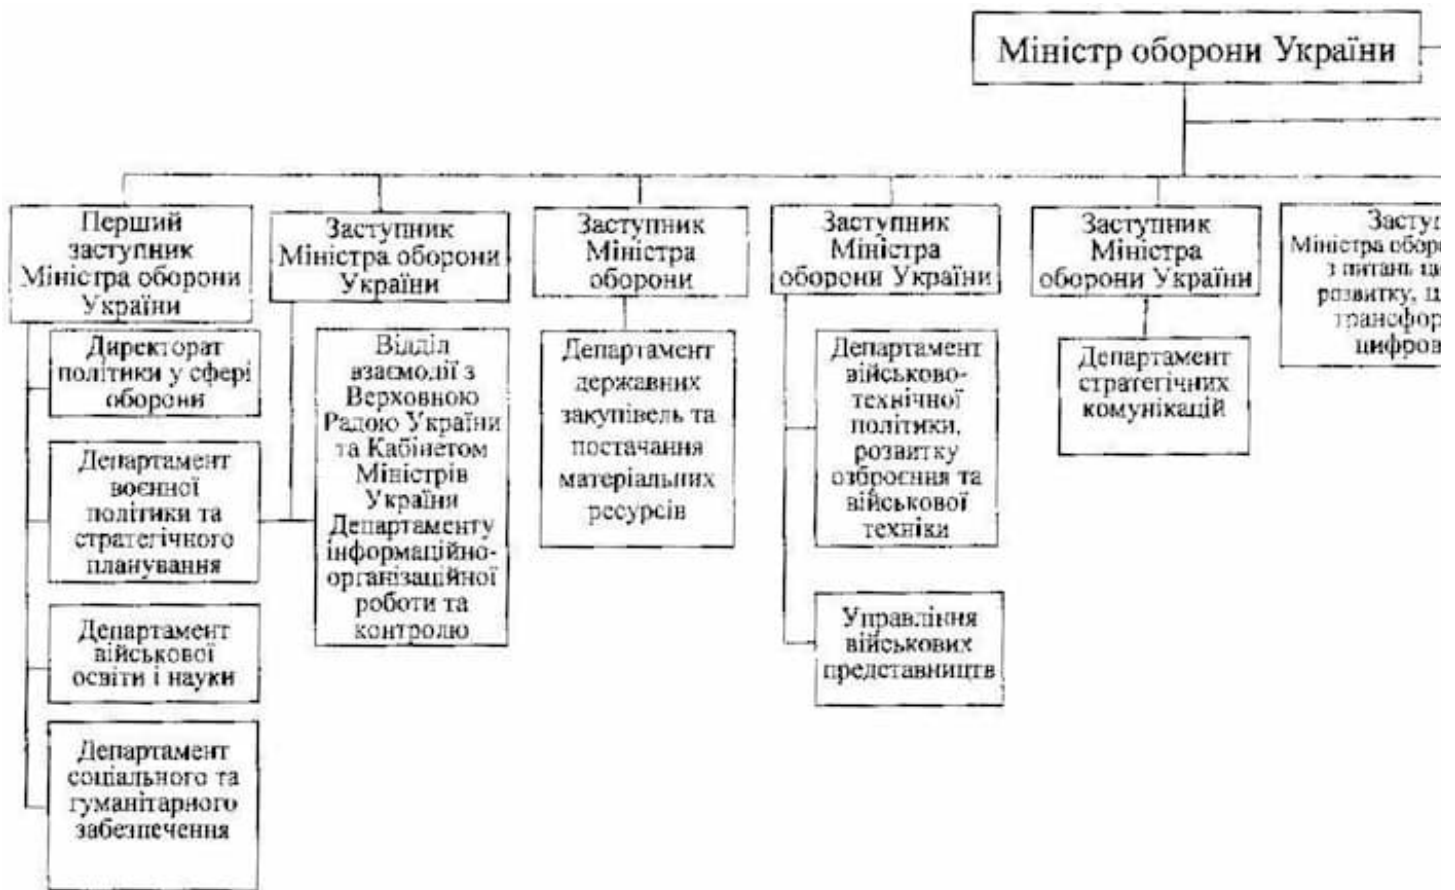 Міністр оборони України
Перший
заступник
Міністра оборони
України
Директорат
політики у сфері
оборони
Департамент
воєнної
політики та
стратегічного
планування
Департамент
військової
освіти і науки
Департамент
соціального та
гуманітарного
забезпечення
Заступник
Міністра оборони
України
Відділ
взаємодії з
Верховною
Радою України
та Кабінетом
Міністрів
України
Департаменту
інформаційно-
організаційної
роботи та
контролю
Заступник
Міністра
оборони
Департамент
державних
закупівель та
постачання
матеріальних
ресурсів
Заступник
Міністра
оборони України
Департамент
військово-
технічної
політики,
розвитку
озброєння та
військової
техніки
Управління
військових
представництв
Заступник
Міністра
оборони України
Департамент
стратегічних
комунікацій
Міністра
з питань
розвитку,